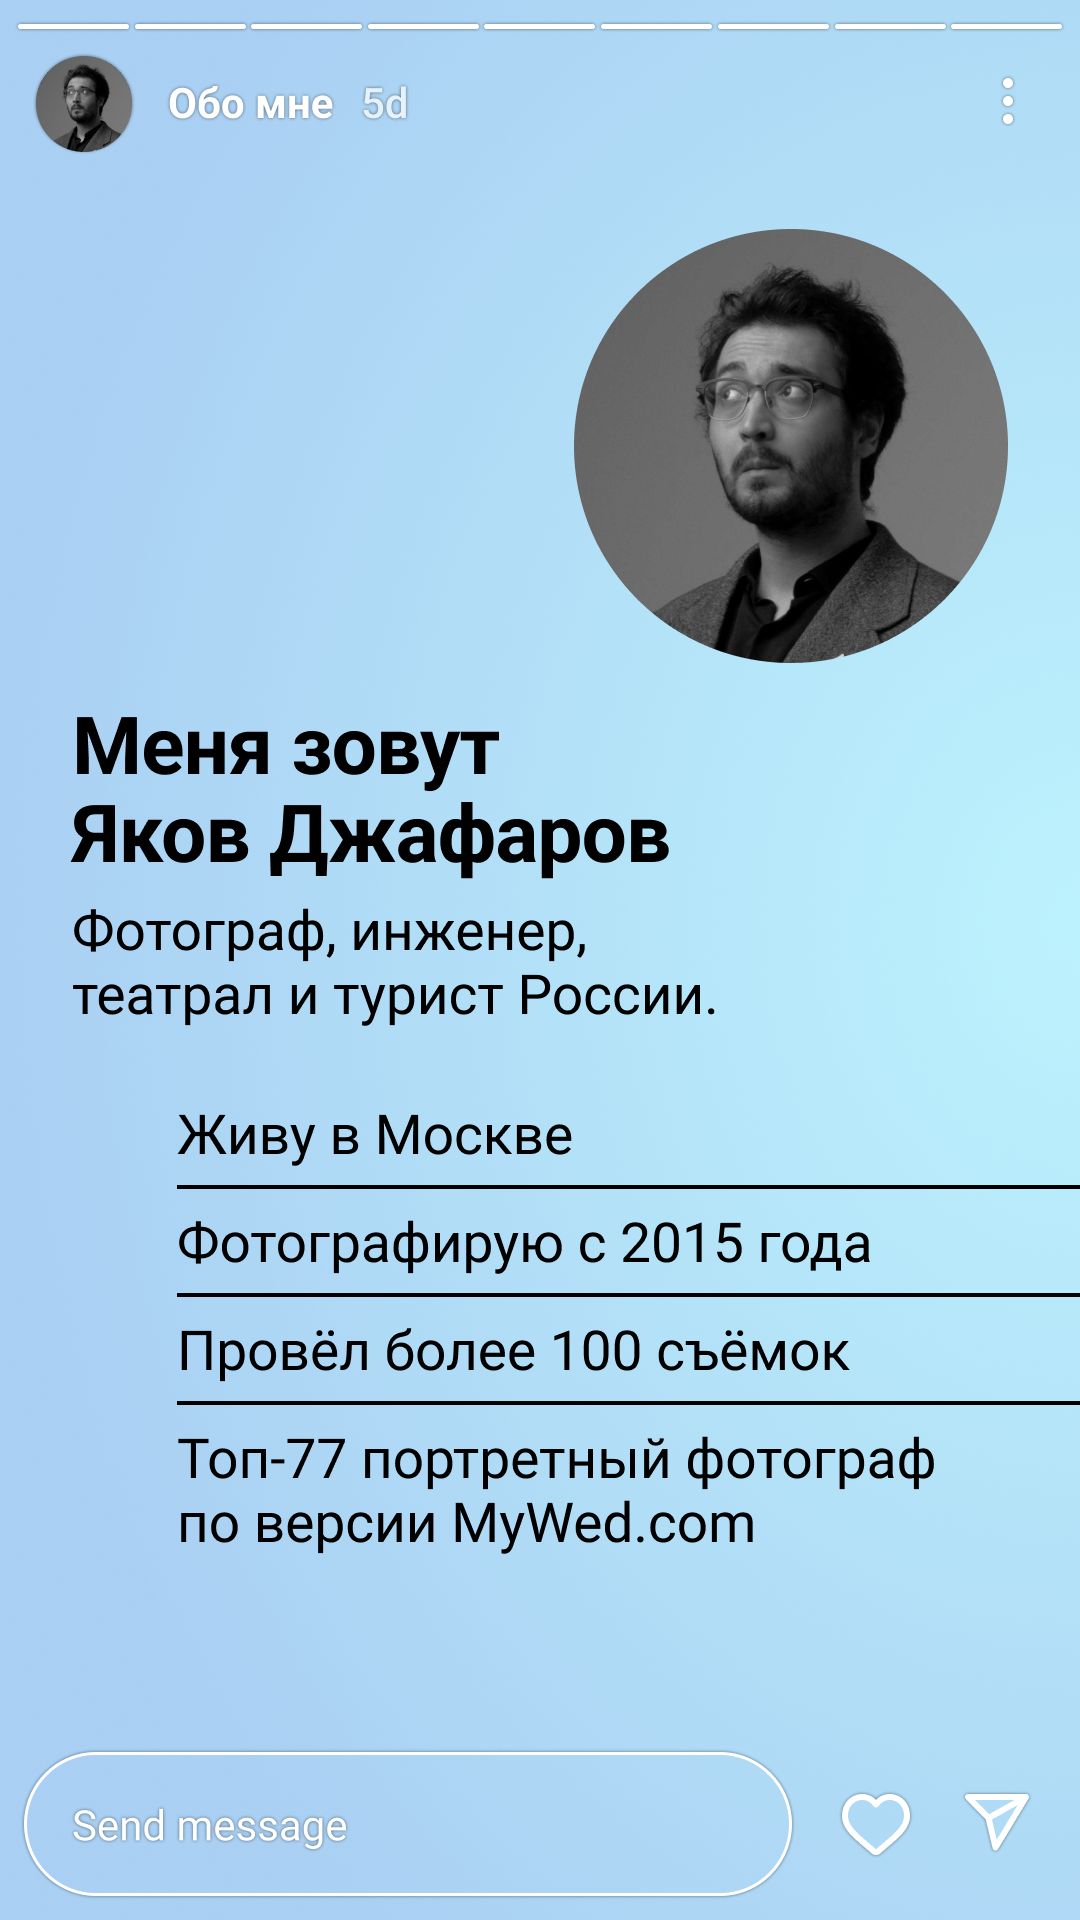 Обо мне 5d
Меня зовут
Яков Джафаров
Фотограф, инженер,
театрал и турист России.
Живу в Москве
Фотографирую с 2015 года
Провёл более 100 съёмок
Топ-77 портретный фотограф
по версии MyWed.com
Send message